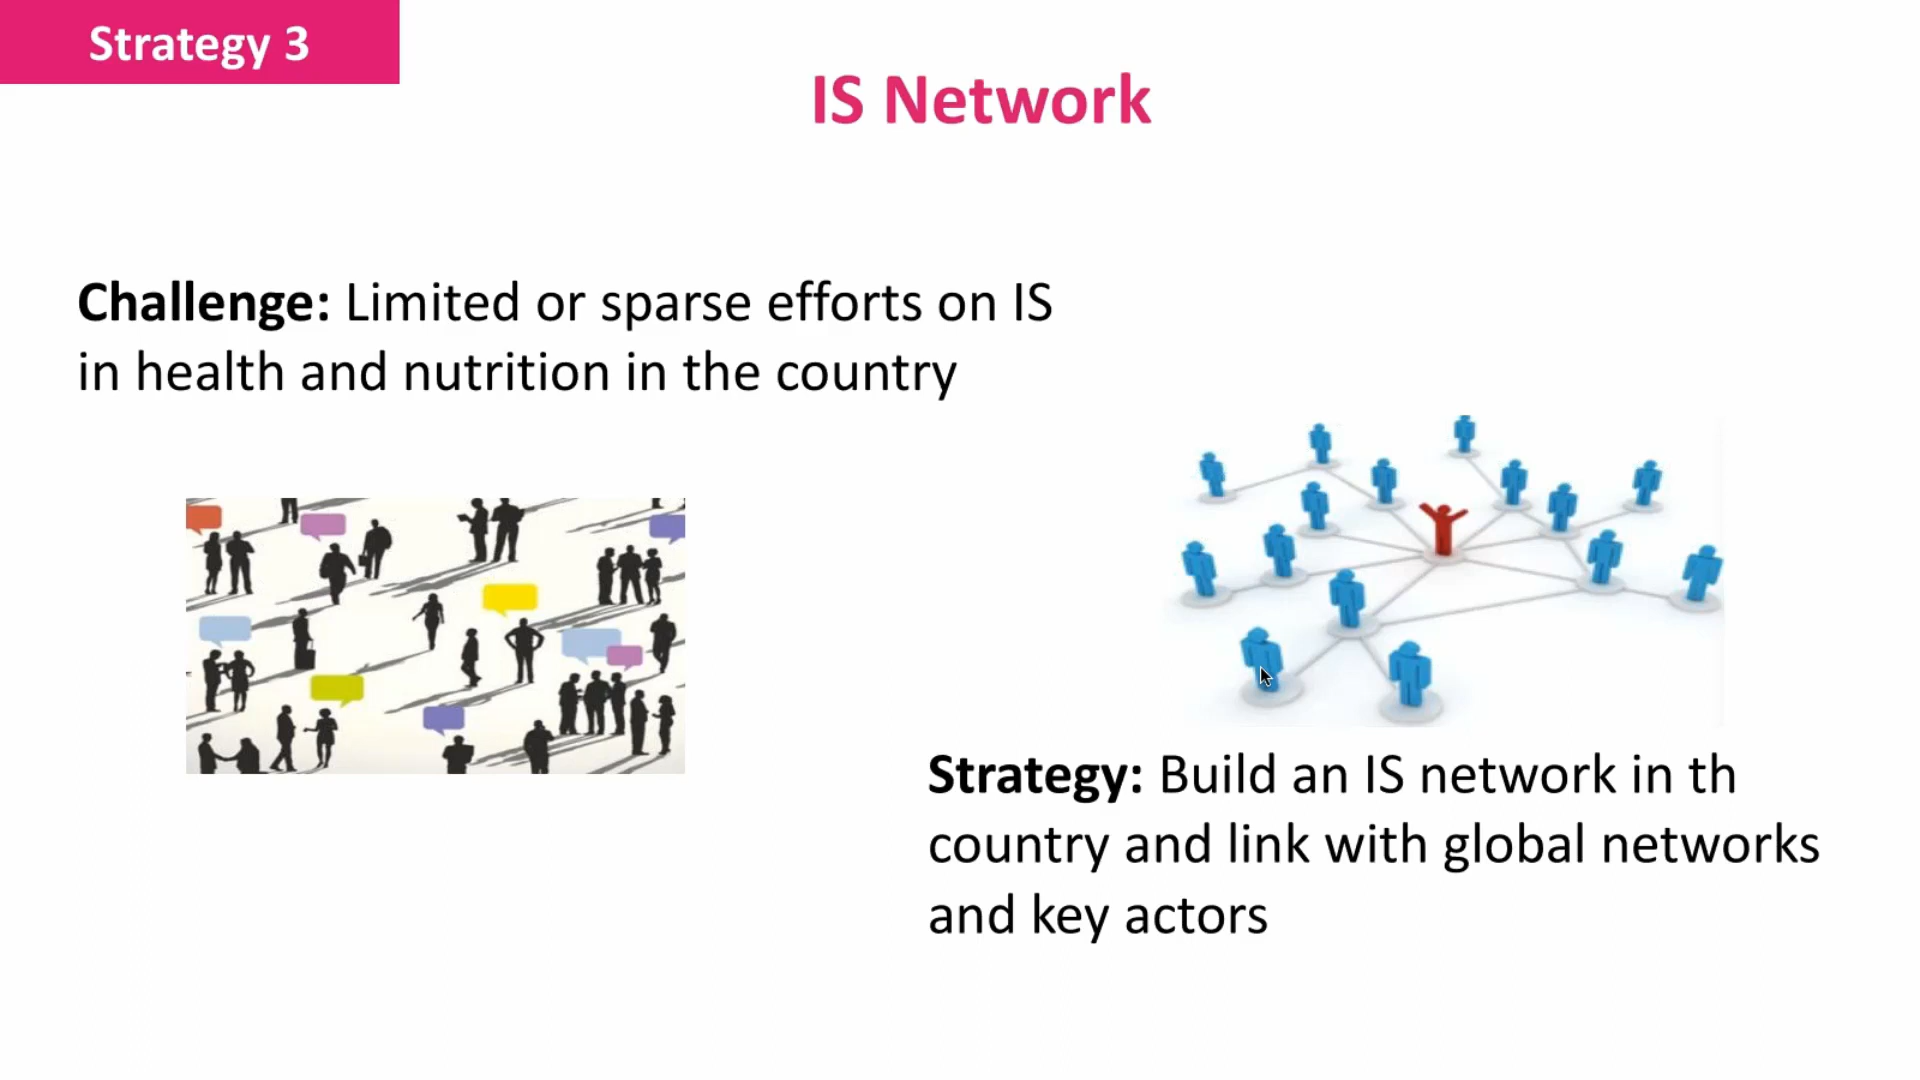 Strategy 3
IS Network
Challenge: Limited or sparse efforts on IS
in health and nutrition in the country
Strategy: Build an IS network in th
country and link with global networks
and key actors